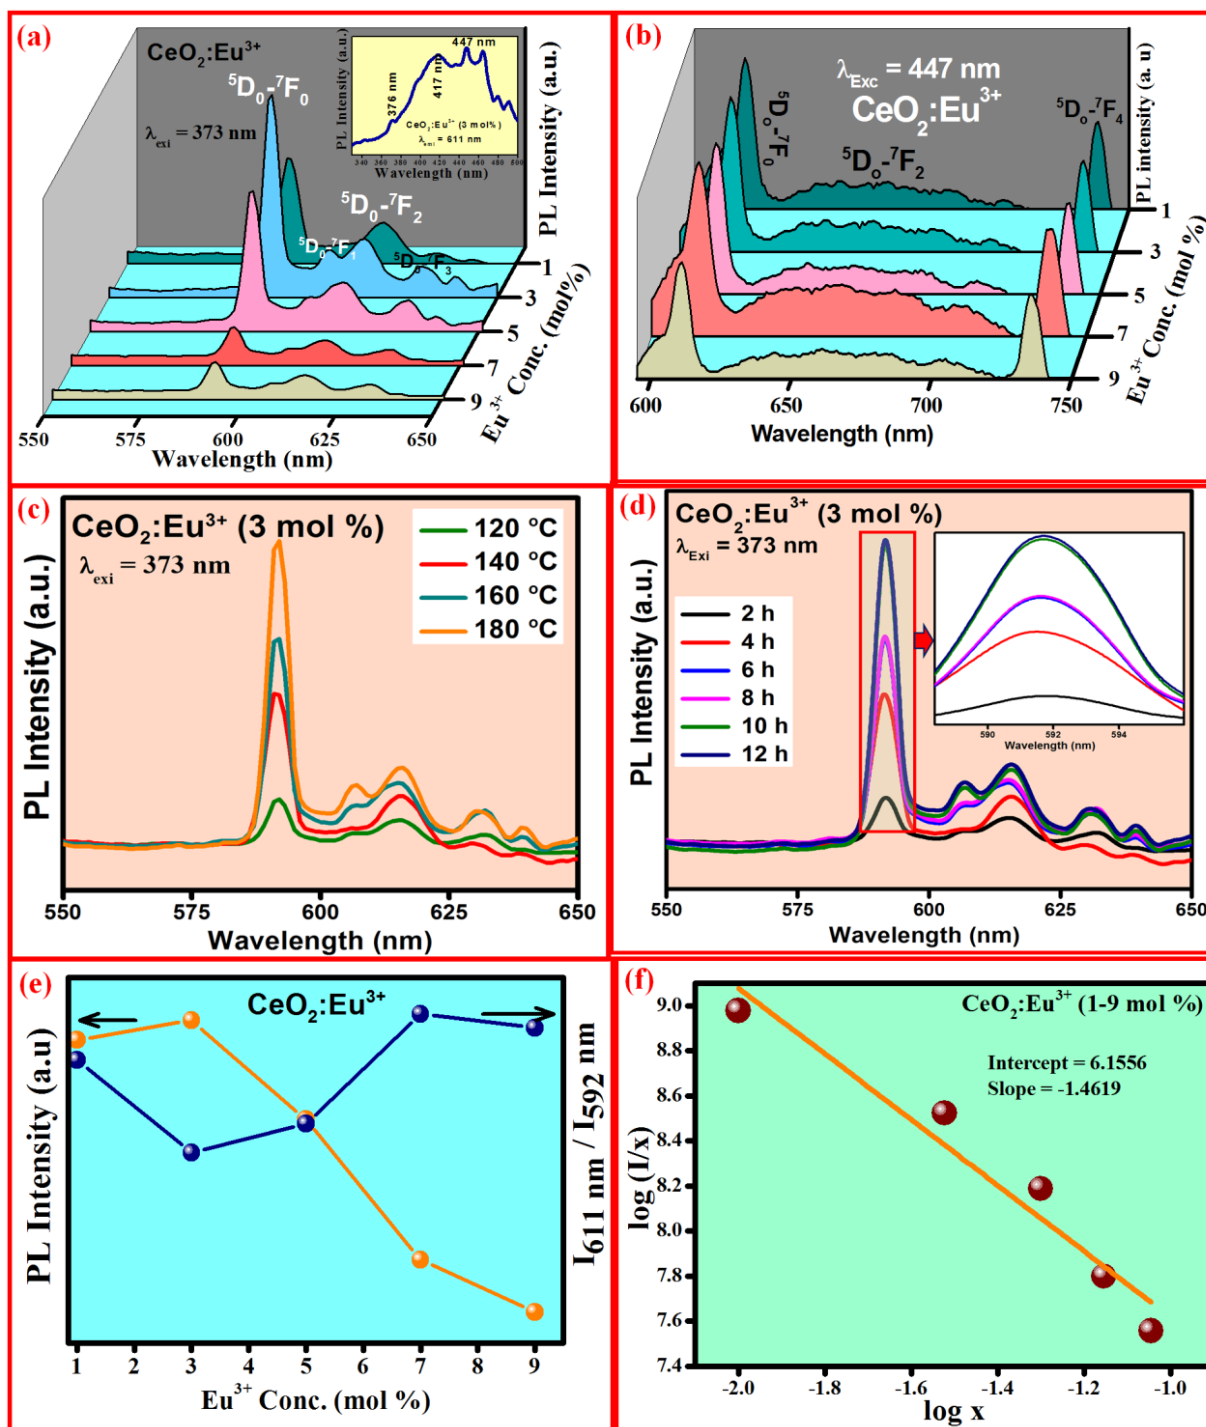 (a)
CeO₂:Eu³⁺
⁵D₀-⁷F₀
λexi = 373 nm
⁵D₀-⁷F₁
⁵D₀-⁷F₂
⁵D₀-⁷F₃
PL Intensity (a.u.)
376 nm
417 nm
447 nm
CeO₂:Eu³⁺ (3 mol%)
= 611 nm
340 360 380 400 420 440 460 480 500
Wavelength (nm)
PL Intensity (a.u.)
1
3
5
7
9
Eu³⁺ Conc. (mol%)
550 575 600 625 650
Wavelength (nm)
(b)
λExc = 447 nm
CeO₂:Eu³⁺
⁵Dₒ-⁷F₀
⁵Dₒ-⁷F₂
⁵Dₒ-⁷F₄
PL intensity (a. u)
1
3
5
7
9
Eu³⁺ Conc. (mol %)
600 650 700 750
Wavelength (nm)
(c)
CeO₂:Eu³⁺ (3 mol %)
λexi = 373 nm
120 °C
140 °C
160 °C
180 °C
PL Intensity (a.u.)
550 575 600 625 650
Wavelength (nm)
(d)
CeO₂:Eu³⁺ (3 mol %)
λExi = 373 nm
2 h
4 h
6 h
8 h
10 h
12 h
590 592 594
Wavelength (nm)
PL Intensity (a.u.)
550 575 600 625 650
Wavelength (nm)
(e)
CeO₂:Eu³⁺
PL Intensity (a.u)
I611 nm / I592 nm
1 2 3 4 5 6 7 8 9
Eu³⁺ Conc. (mol %)
(f)
CeO₂:Eu³⁺ (1-9 mol %)
Intercept = 6.1556
Slope = -1.4619
log (I/x)
9.0
8.6
8.4
8.2
8.0
7.8
7.6
7.4
-2.0 -1.8 -1.6 -1.4 -1.2 -1.0
log x